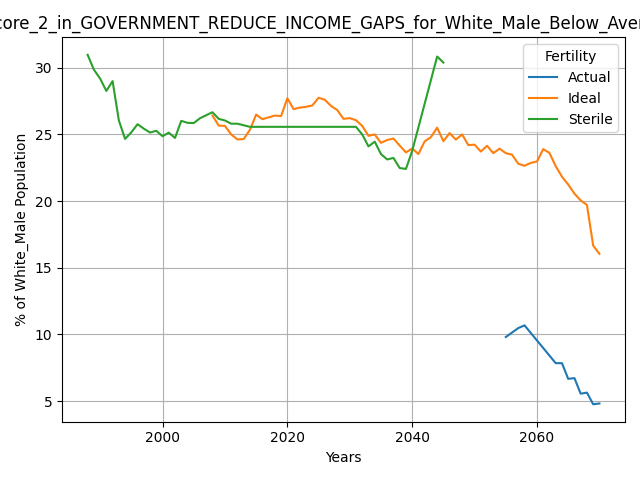 core_2_in_GOVERNMENT_REDUCE_INCOME_GAPS_for_White_Male_Below_Aver
Fertility
Actual
Ideal
Sterile
% of White_Male Population
30
25
20
15
10
5
2000 2020 2040 2060
Years